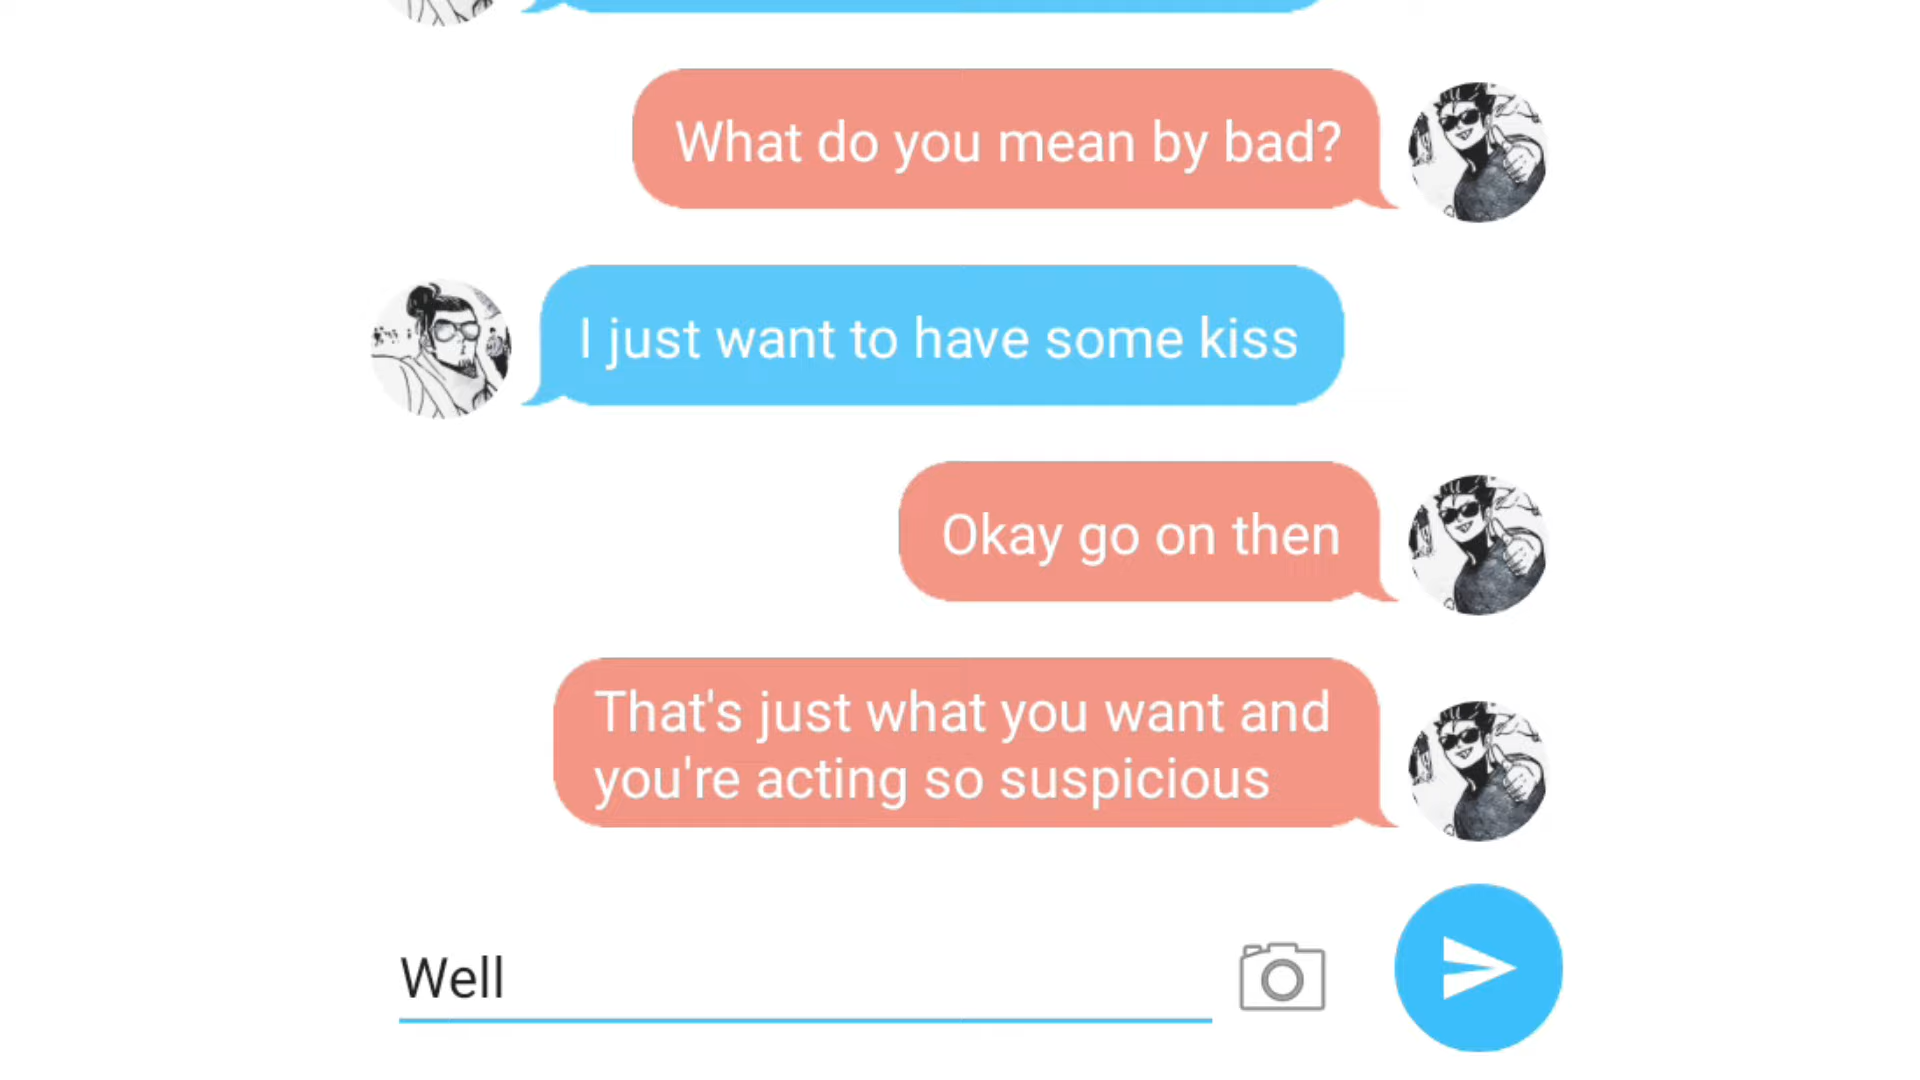 What do you mean by bad?
I just want to have some kiss
Okay go on then
That's just what you want and
you're acting so suspicious
Well